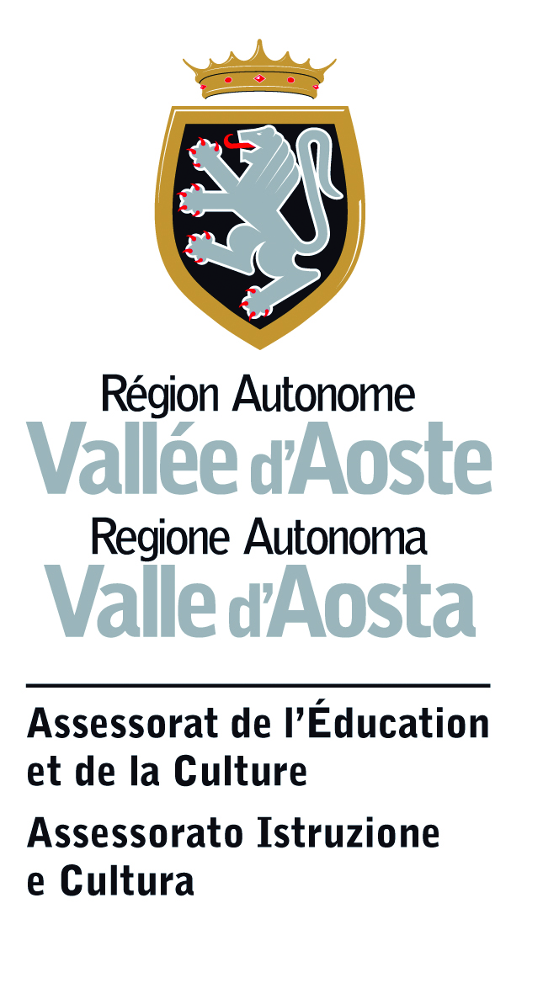 Région Autonome
Vallée d’Aoste
Regione Autonoma
Valle d’Aosta
Assessorat de l’Éducation
et de la Culture
Assessorato Istruzione
e Cultura